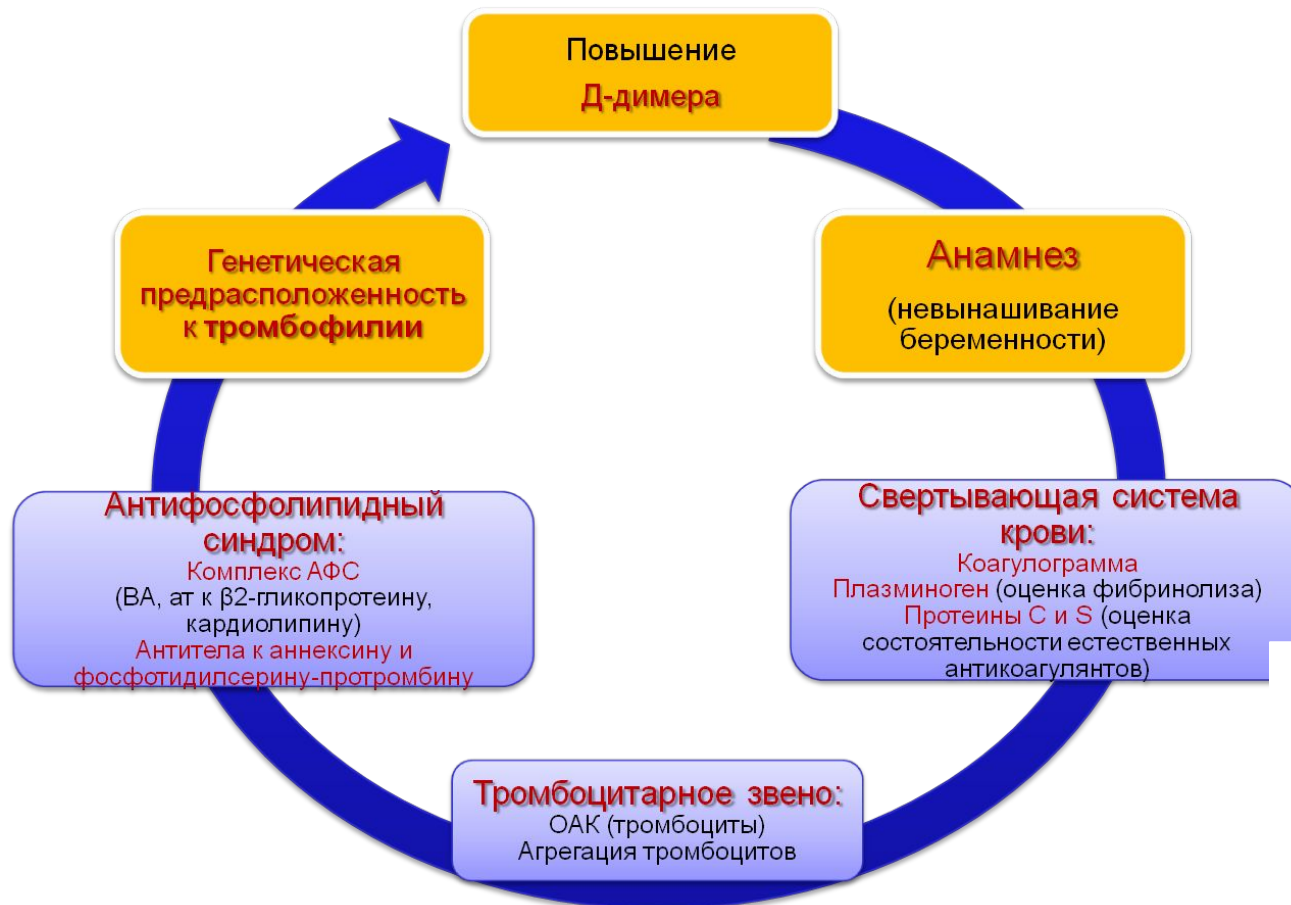 Повышение
Д-димера
Анамнез
(невынашивание
беременности)
Свертывающая система
крови:
Коагулограмма
Плазминоген (оценка фибринолиза)
Протеины С и S (оценка
состоятельности естественных
антикоагулянтов)
Тромбоцитарное звено:
ОАК (тромбоциты)
Агрегация тромбоцитов
Антифосфолипидный
синдром:
Комплекс АФС
(ВА, ат к β2-гликопротеину,
кардиолипину)
Антитела к аннексину и
фосфотидилсерину-протромбину
Генетическая
предрасположенность
к тромбофилии